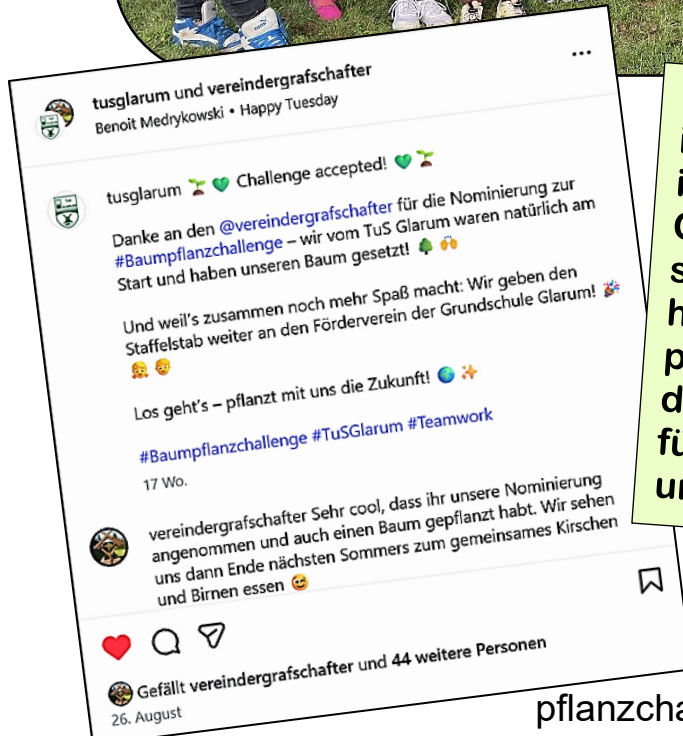 tusglarum und vereindergrafschafter
Benoit Medrykowski • Happy Tuesday
tusglarum 🌱 💚 Challenge accepted! 💚 🌱
Danke an den @vereindergrafschafter für die Nominierung zur
#Baumpflanzchallenge – wir vom TuS Glarum waren natürlich am
Start und haben unseren Baum gesetzt! 🌳 🙌
Und weil's zusammen noch mehr Spaß macht: Wir geben den
Staffelstab weiter an den Förderverein der Grundschule Glarum! 🎉
👧 👦
Los geht's – pflanzt mit uns die Zukunft! 🌍 ✨
#Baumpflanzchallenge #TuSGlarum #Teamwork
17 Wo.
vereindergrafschafter Sehr cool, dass ihr unsere Nominierung
angenommen und auch einen Baum gepflanzt habt. Wir sehen
uns dann Ende nächsten Sommers zum gemeinsames Kirschen
und Birnen essen 😉
Gefällt vereindergrafschafter und 44 weitere Personen
26. August
pflanzcha